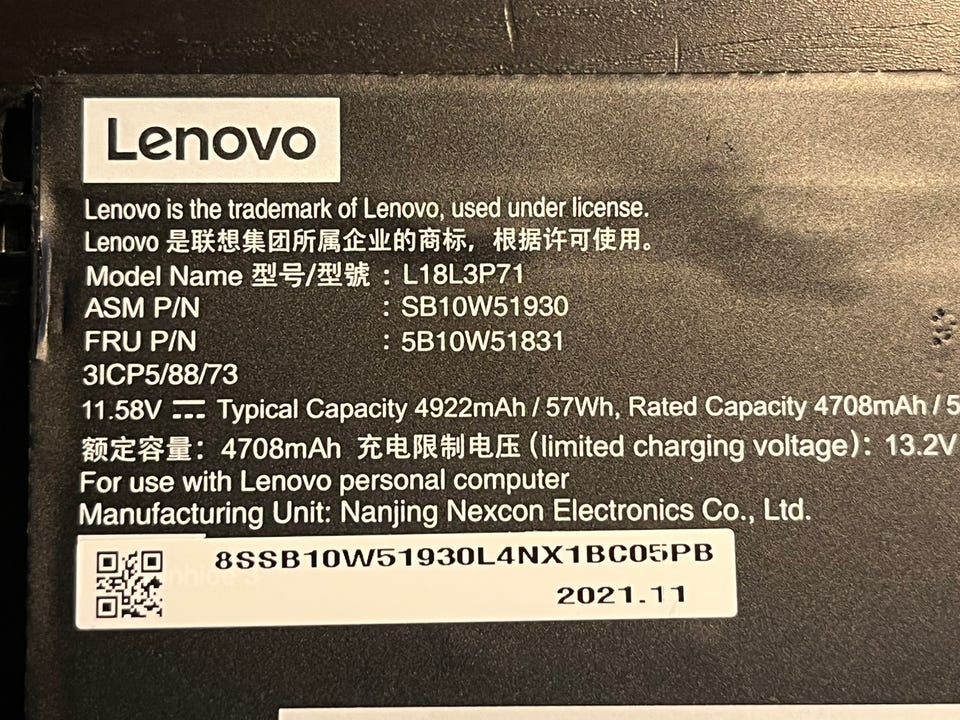 Lenovo
Lenovo is the trademark of Lenovo, used under license.
Lenovo 是联想集团所属企业的商标，根据许可使用。
Model Name 型号/型號 : L18L3P71
ASM P/N : SB10W51930
FRU P/N : 5B10W51831
3ICP5/88/73
11.58V ⎓ Typical Capacity 4922mAh / 57Wh, Rated Capacity 4708mAh / 5
额定容量：4708mAh 充电限制电压（limited charging voltage）：13.2V
For use with Lenovo personal computer
Manufacturing Unit: Nanjing Nexcon Electronics Co., Ltd.
8SSB10W51930L4NX1BC05PB
2021.11